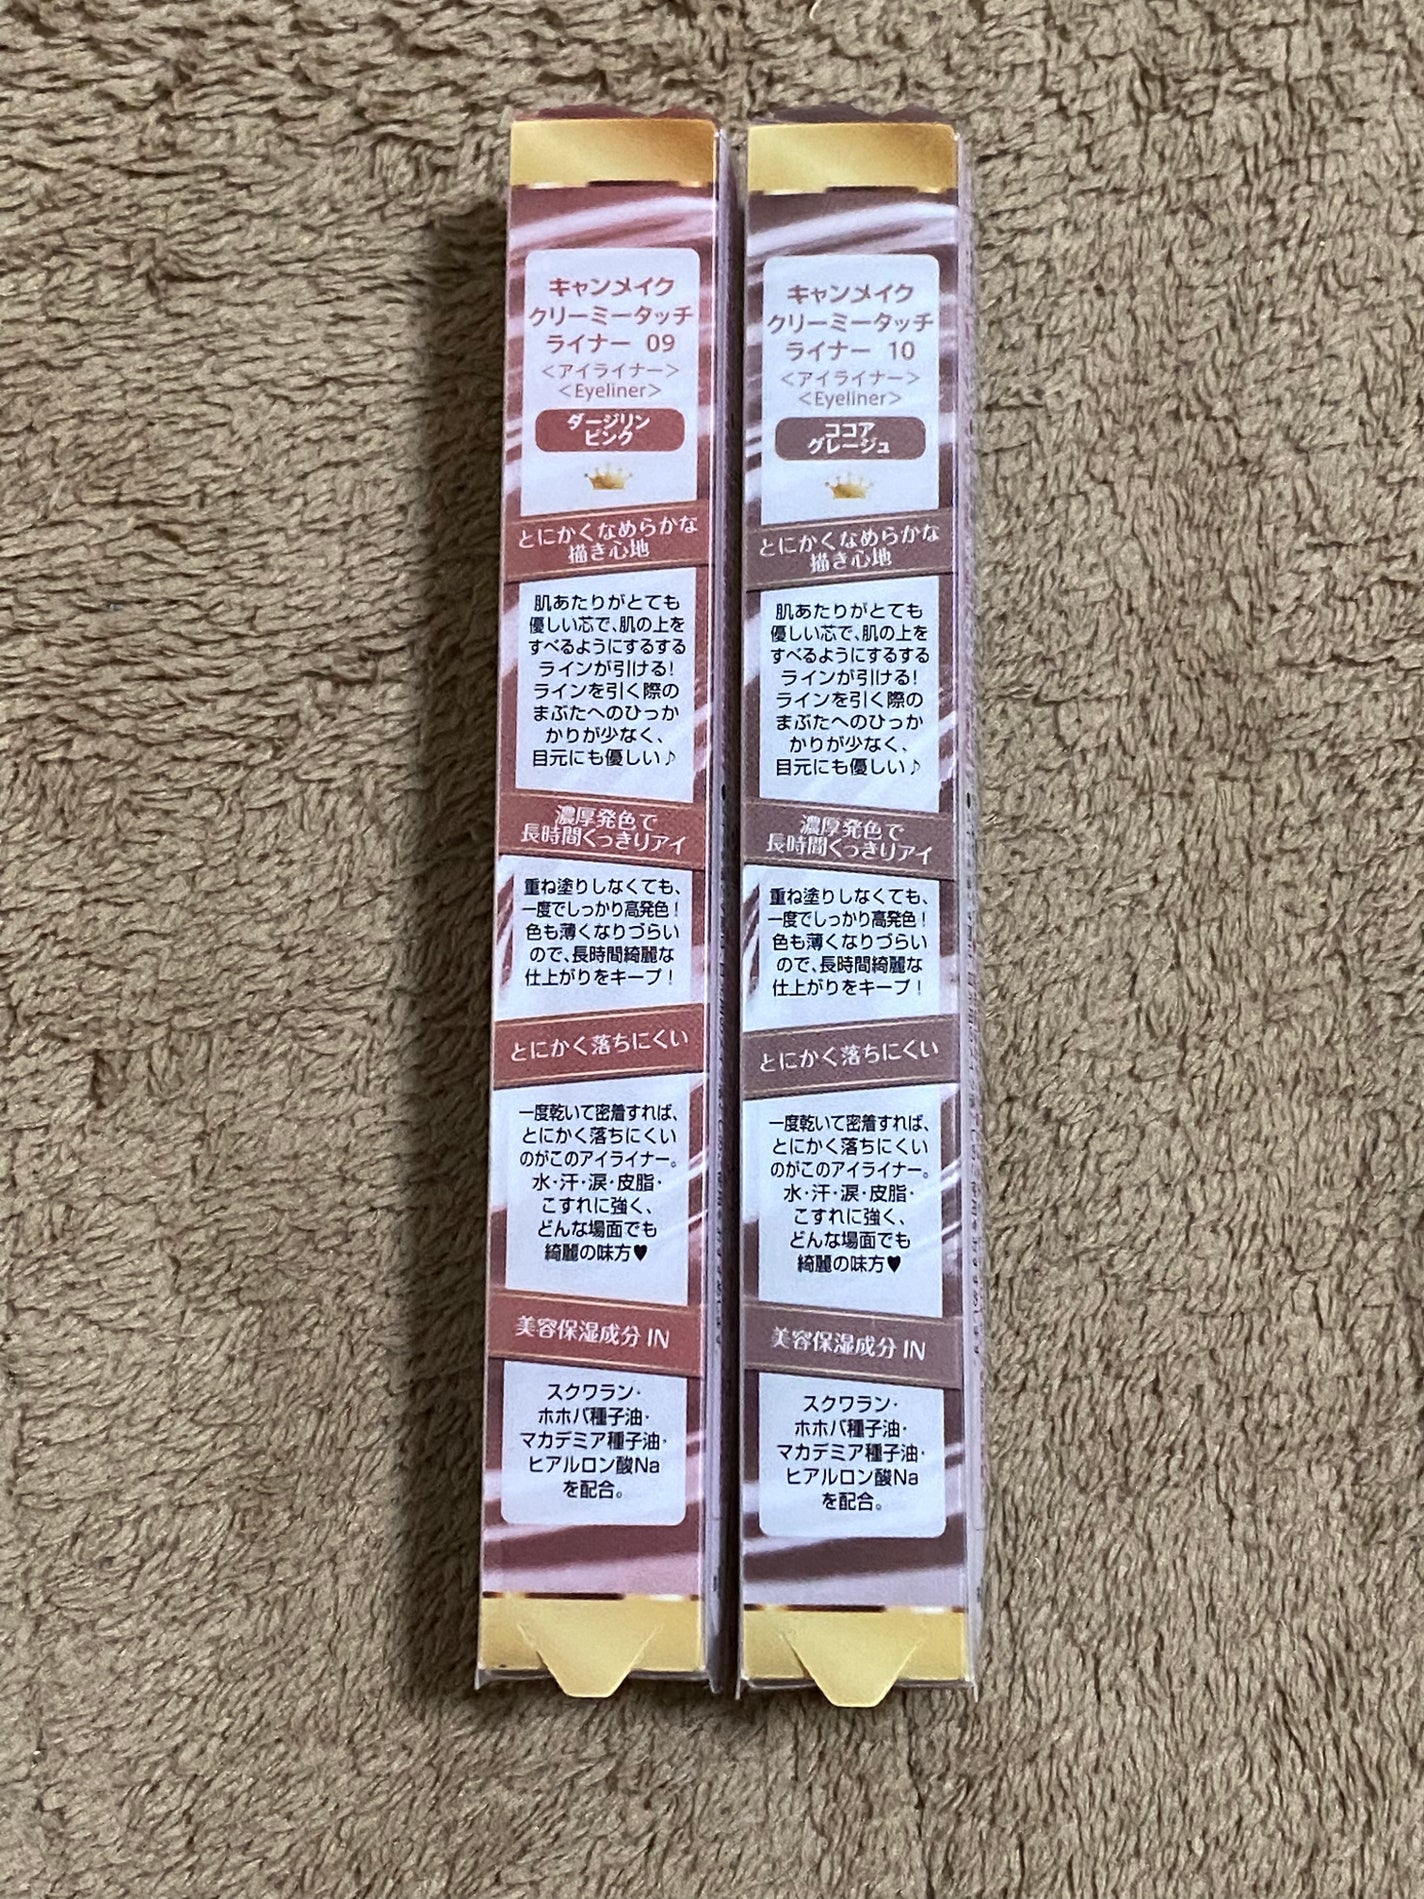 キャンメイク
クリーミータッチ
ライナー 09
＜アイライナー＞
＜Eyeliner＞
ダージリン
ピンク
とにかくなめらかな
描き心地
肌あたりがとても
優しい芯で、肌の上を
すべるようにするする
ラインが引ける!
ラインを引く際の
まぶたへのひっか
かりが少なく、
目元にも優しい♪
濃厚発色で
長時間くっきりアイ
重ね塗りしなくても、
一度でしっかり高発色!
色も薄くなりづらい
ので、長時間綺麗な
仕上がりをキープ!
とにかく落ちにくい
一度乾いて密着すれば、
とにかく落ちにくい
のがこのアイライナー。
水・汗・涙・皮脂・
こすれに強く、
どんな場面でも
綺麗の味方♥
美容保湿成分 IN
スクワラン・
ホホバ種子油・
マカデミア種子油・
ヒアルロン酸Na
を配合。
キャンメイク
クリーミータッチ
ライナー 10
＜アイライナー＞
＜Eyeliner＞
ココア
グレージュ
とにかくなめらかな
描き心地
肌あたりがとても
優しい芯で、肌の上を
すべるようにするする
ラインが引ける!
ラインを引く際の
まぶたへのひっか
かりが少なく、
目元にも優しい♪
濃厚発色で
長時間くっきりアイ
重ね塗りしなくても、
一度でしっかり高発色!
色も薄くなりづらい
ので、長時間綺麗な
仕上がりをキープ!
とにかく落ちにくい
一度乾いて密着すれば、
とにかく落ちにくい
のがこのアイライナー。
水・汗・涙・皮脂・
こすれに強く、
どんな場面でも
綺麗の味方♥
美容保湿成分 IN
スクワラン・
ホホバ種子油・
マカデミア種子油・
ヒアルロン酸Na
を配合。